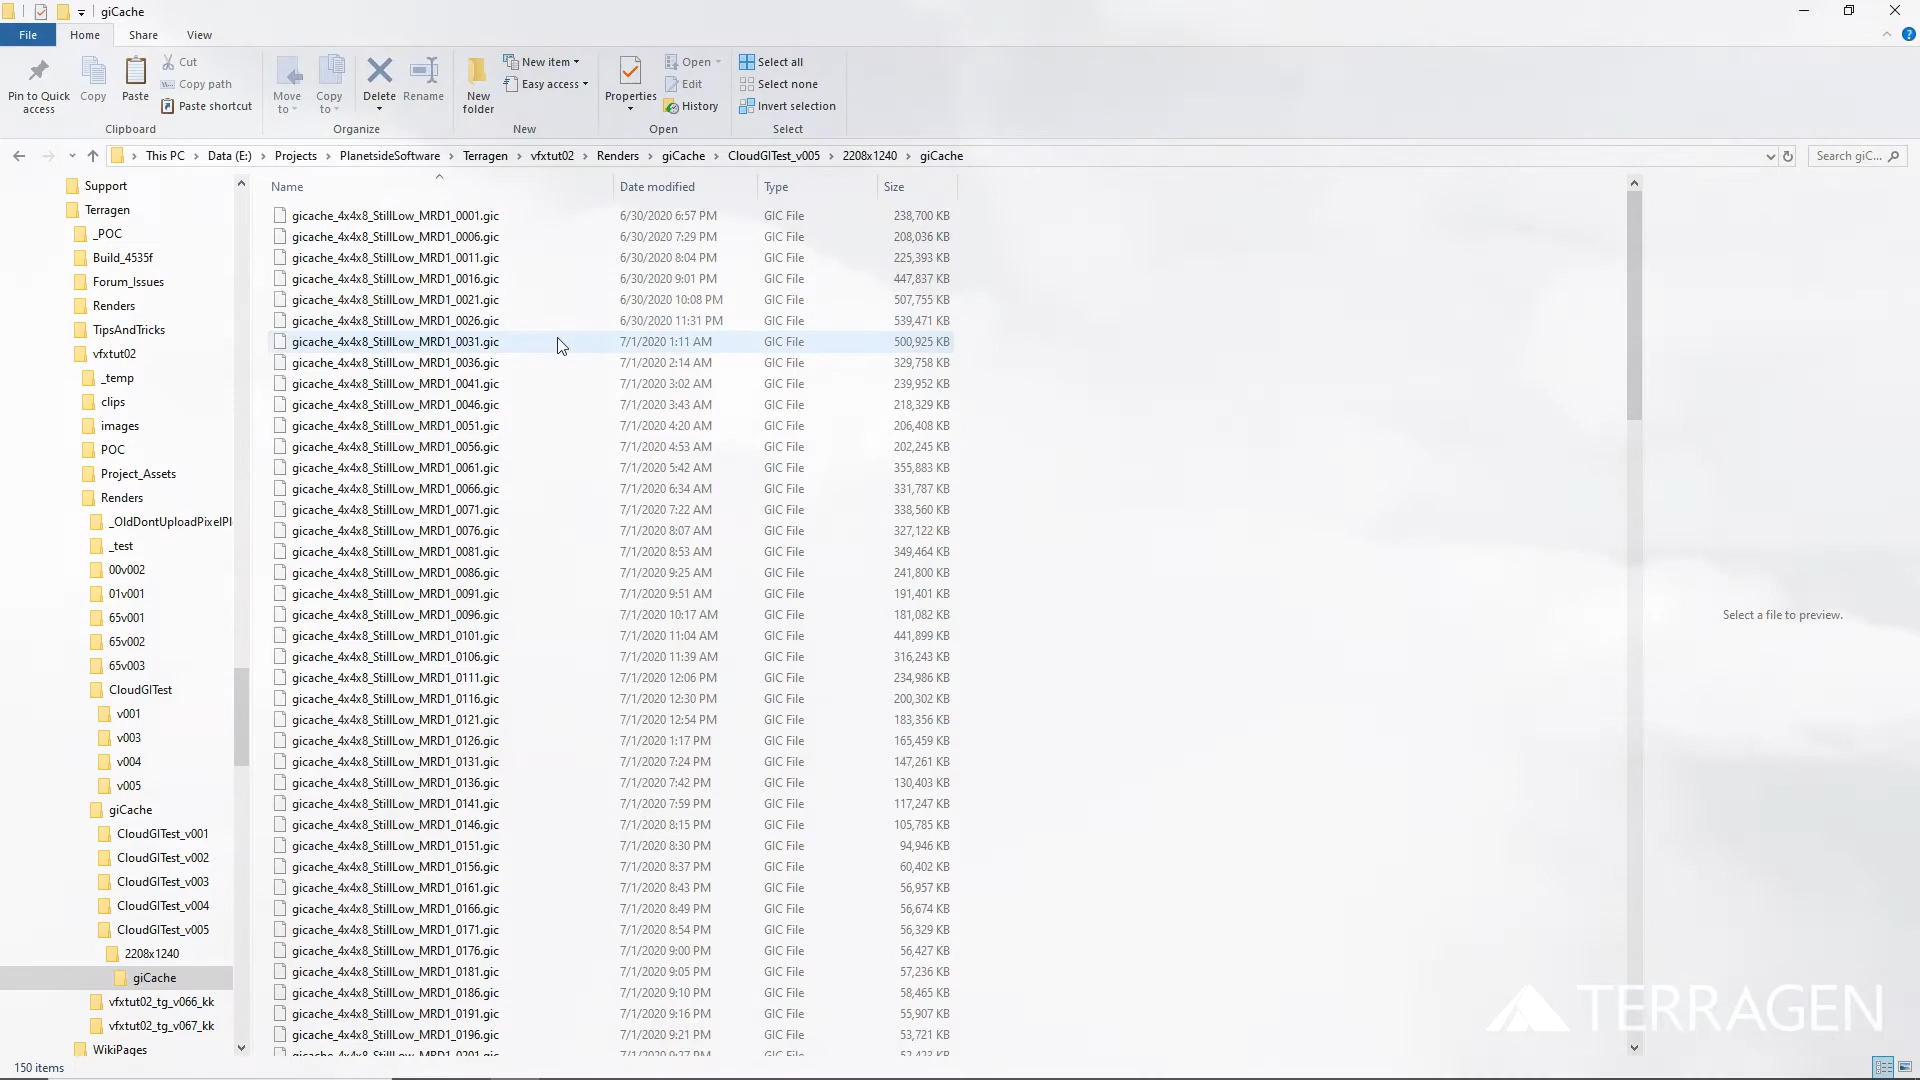 giCache
File Home Share View
Pin to Quick access
Copy
Paste
Cut
Copy path
Paste shortcut
Clipboard
Move to
Copy to
Delete
Rename
Organize
New folder
New item
Easy access
New
Properties
Open
Edit
History
Open
Select all
Select none
Invert selection
Select
This PC Data (E:) Projects PlanetsideSoftware Terragen vfxtut02 Renders giCache CloudGITest_v005 2208x1240 giCache
Search giC...
Support
Terragen
_POC
Build_4535f
Forum_Issues
Renders
TipsAndTricks
vfxtut02
_temp
clips
images
POC
Project_Assets
Renders
_OldDontUploadPixelPl
_test
00v002
01v001
65v001
65v002
65v003
CloudGITest
v001
v003
v004
v005
giCache
CloudGITest_v001
CloudGITest_v002
CloudGITest_v003
CloudGITest_v004
CloudGITest_v005
2208x1240
giCache
vfxtut02_tg_v066_kk
vfxtut02_tg_v067_kk
WikiPages
Name Date modified Type Size
gicache_4x4x8_StillLow_MRD1_0001.gic 6/30/2020 6:57 PM GIC File 238,700 KB
gicache_4x4x8_StillLow_MRD1_0006.gic 6/30/2020 7:29 PM GIC File 208,036 KB
gicache_4x4x8_StillLow_MRD1_0011.gic 6/30/2020 8:04 PM GIC File 225,393 KB
gicache_4x4x8_StillLow_MRD1_0016.gic 6/30/2020 9:01 PM GIC File 447,837 KB
gicache_4x4x8_StillLow_MRD1_0021.gic 6/30/2020 10:08 PM GIC File 507,755 KB
gicache_4x4x8_StillLow_MRD1_0026.gic 6/30/2020 11:31 PM GIC File 539,471 KB
gicache_4x4x8_StillLow_MRD1_0031.gic 7/1/2020 1:11 AM GIC File 500,925 KB
gicache_4x4x8_StillLow_MRD1_0036.gic 7/1/2020 2:14 AM GIC File 329,758 KB
gicache_4x4x8_StillLow_MRD1_0041.gic 7/1/2020 3:02 AM GIC File 239,952 KB
gicache_4x4x8_StillLow_MRD1_0046.gic 7/1/2020 3:43 AM GIC File 218,329 KB
gicache_4x4x8_StillLow_MRD1_0051.gic 7/1/2020 4:20 AM GIC File 206,408 KB
gicache_4x4x8_StillLow_MRD1_0056.gic 7/1/2020 4:53 AM GIC File 202,245 KB
gicache_4x4x8_StillLow_MRD1_0061.gic 7/1/2020 5:42 AM GIC File 355,883 KB
gicache_4x4x8_StillLow_MRD1_0066.gic 7/1/2020 6:34 AM GIC File 331,787 KB
gicache_4x4x8_StillLow_MRD1_0071.gic 7/1/2020 7:22 AM GIC File 338,560 KB
gicache_4x4x8_StillLow_MRD1_0076.gic 7/1/2020 8:07 AM GIC File 327,122 KB
gicache_4x4x8_StillLow_MRD1_0081.gic 7/1/2020 8:53 AM GIC File 349,464 KB
gicache_4x4x8_StillLow_MRD1_0086.gic 7/1/2020 9:25 AM GIC File 241,800 KB
gicache_4x4x8_StillLow_MRD1_0091.gic 7/1/2020 9:51 AM GIC File 191,401 KB
gicache_4x4x8_StillLow_MRD1_0096.gic 7/1/2020 10:17 AM GIC File 181,082 KB
gicache_4x4x8_StillLow_MRD1_0101.gic 7/1/2020 11:04 AM GIC File 441,899 KB
gicache_4x4x8_StillLow_MRD1_0106.gic 7/1/2020 11:39 AM GIC File 316,243 KB
gicache_4x4x8_StillLow_MRD1_0111.gic 7/1/2020 12:06 PM GIC File 234,986 KB
gicache_4x4x8_StillLow_MRD1_0116.gic 7/1/2020 12:30 PM GIC File 200,302 KB
gicache_4x4x8_StillLow_MRD1_0121.gic 7/1/2020 12:54 PM GIC File 183,356 KB
gicache_4x4x8_StillLow_MRD1_0126.gic 7/1/2020 1:17 PM GIC File 165,459 KB
gicache_4x4x8_StillLow_MRD1_0131.gic 7/1/2020 7:24 PM GIC File 147,261 KB
gicache_4x4x8_StillLow_MRD1_0136.gic 7/1/2020 7:42 PM GIC File 130,403 KB
gicache_4x4x8_StillLow_MRD1_0141.gic 7/1/2020 7:59 PM GIC File 117,247 KB
gicache_4x4x8_StillLow_MRD1_0146.gic 7/1/2020 8:15 PM GIC File 105,785 KB
gicache_4x4x8_StillLow_MRD1_0151.gic 7/1/2020 8:30 PM GIC File 94,946 KB
gicache_4x4x8_StillLow_MRD1_0156.gic 7/1/2020 8:37 PM GIC File 60,402 KB
gicache_4x4x8_StillLow_MRD1_0161.gic 7/1/2020 8:43 PM GIC File 56,957 KB
gicache_4x4x8_StillLow_MRD1_0166.gic 7/1/2020 8:49 PM GIC File 56,674 KB
gicache_4x4x8_StillLow_MRD1_0171.gic 7/1/2020 8:54 PM GIC File 56,329 KB
gicache_4x4x8_StillLow_MRD1_0176.gic 7/1/2020 9:00 PM GIC File 56,427 KB
gicache_4x4x8_StillLow_MRD1_0181.gic 7/1/2020 9:05 PM GIC File 57,236 KB
gicache_4x4x8_StillLow_MRD1_0186.gic 7/1/2020 9:10 PM GIC File 58,465 KB
gicache_4x4x8_StillLow_MRD1_0191.gic 7/1/2020 9:16 PM GIC File 55,907 KB
gicache_4x4x8_StillLow_MRD1_0196.gic 7/1/2020 9:21 PM GIC File 53,721 KB
gicache_4x4x8_StillLow_MRD1_0201.gic 7/1/2020 9:27 PM GIC File 52,423 KB
Select a file to preview.
TERRAGEN
150 items